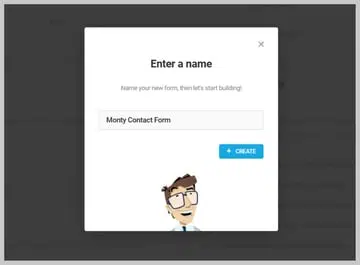 ×
Enter a name
Name your new form, then let's start building!
Monty Contact Form
+ CREATE